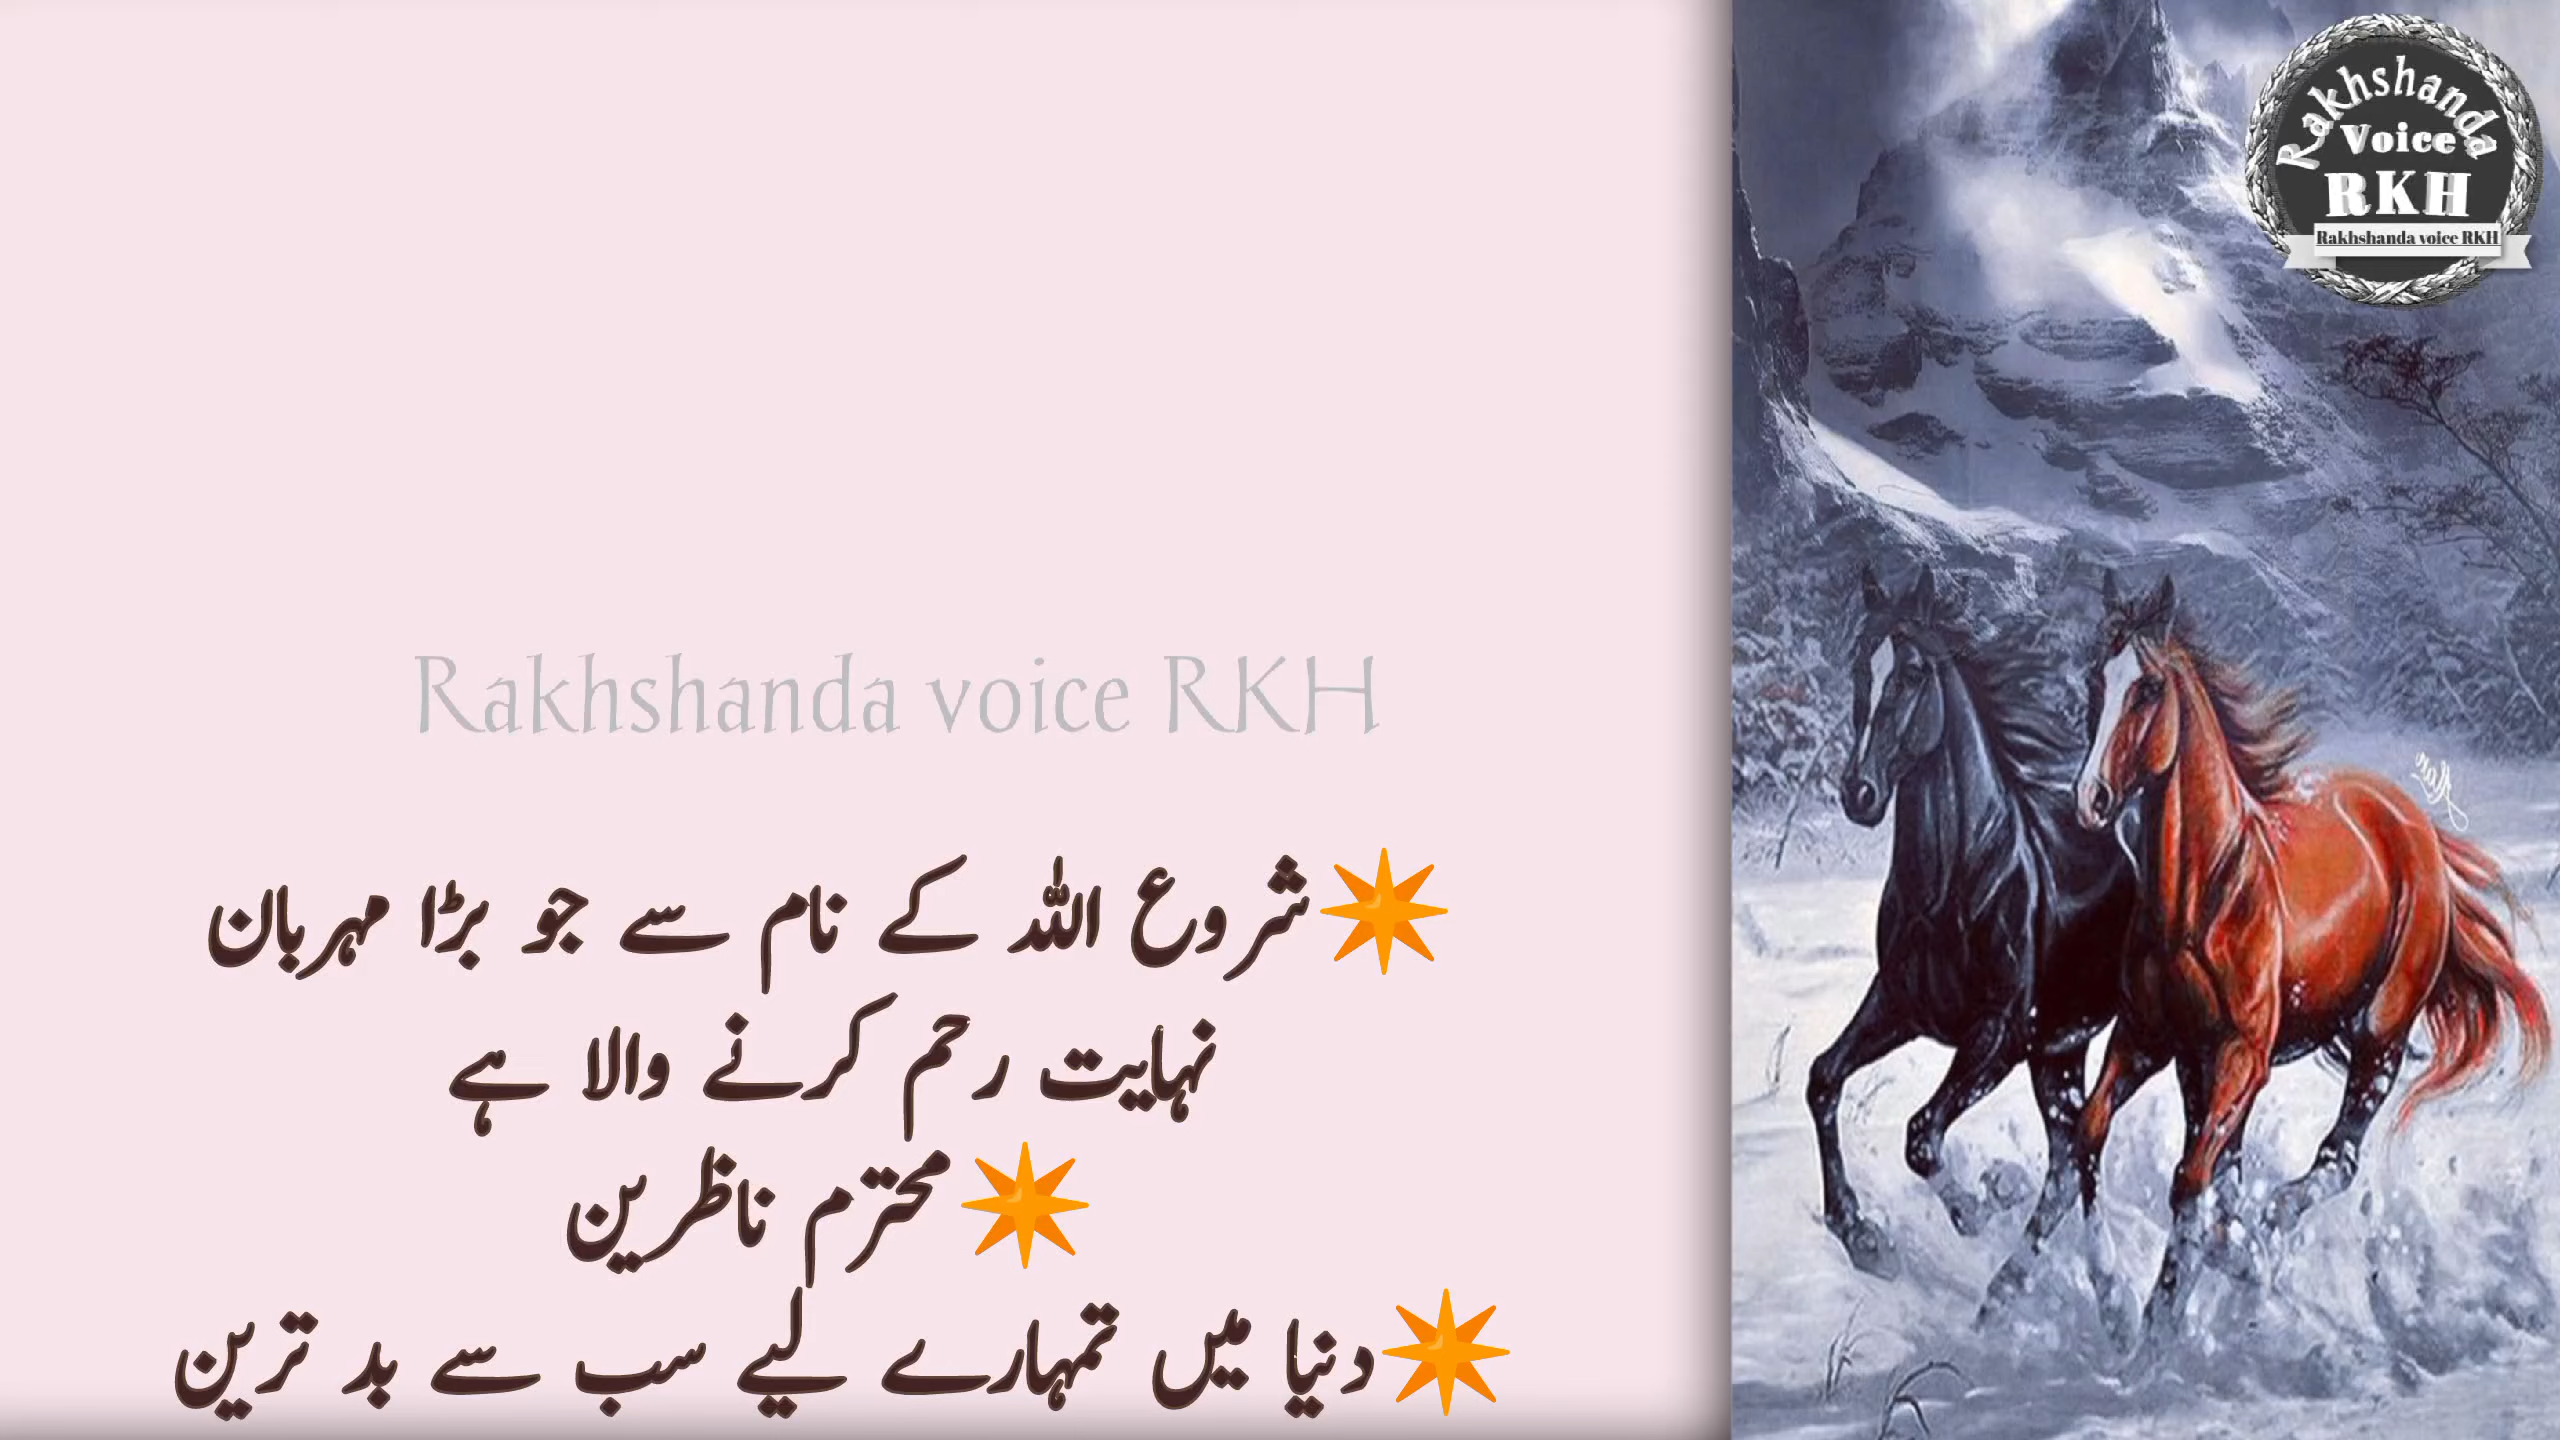 Rakhshanda
Voice
RKH
Rakhshanda voice RKH
Rakhshanda voice RKH
✴شروع اللہ کے نام سے جو بڑا مہربان
نہایت رحم کرنے والا ہے
✴محترم ناظرین
✴دنیا میں تمہارے لیے سب سے بد ترین